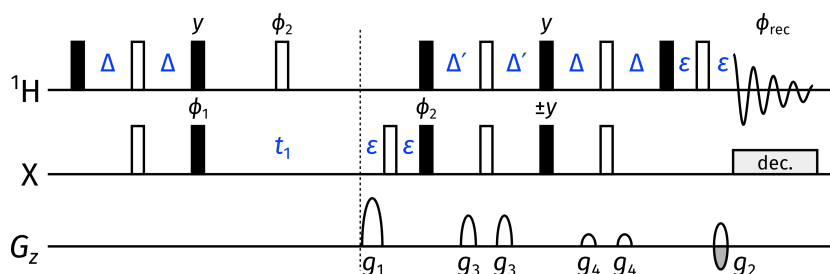 y ϕ₂ y ϕrec
¹H Δ Δ Δ′ Δ′ Δ Δ ε ε
ϕ₁ ϕ₂ ±y
X t₁ ε ε dec.
Gz g₁ g₃ g₃ g₄ g₄ g₂